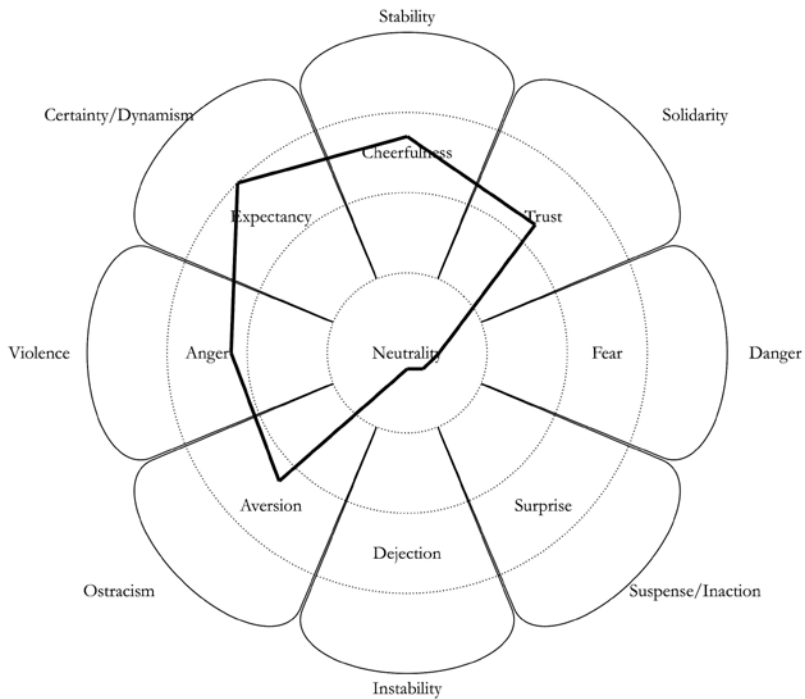 Stability
Certainty/Dynamism
Solidarity
Cheerfulness
Expectancy
Trust
Violence
Anger
Neutrality
Fear
Danger
Aversion
Surprise
Dejection
Ostracism
Suspense/Inaction
Instability